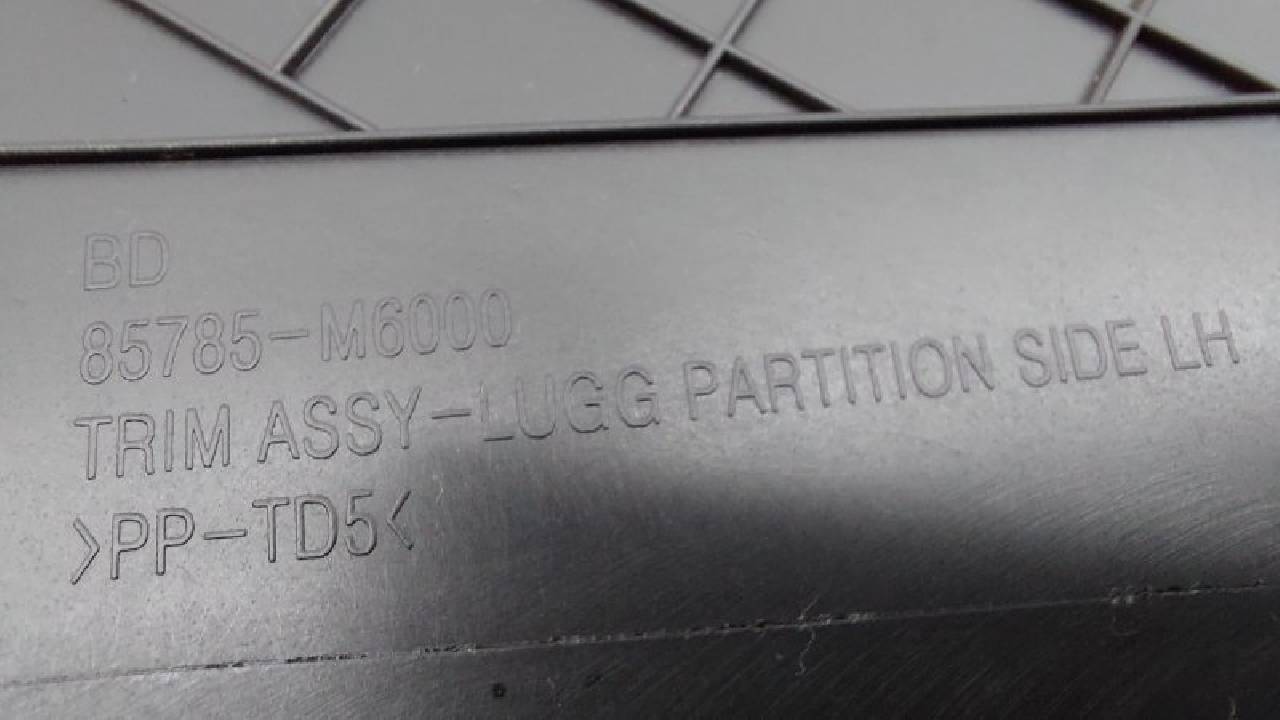 BD
85785-M6000
TRIM ASSY-LUGG PARTITION SIDE LH
>PP-TD5<